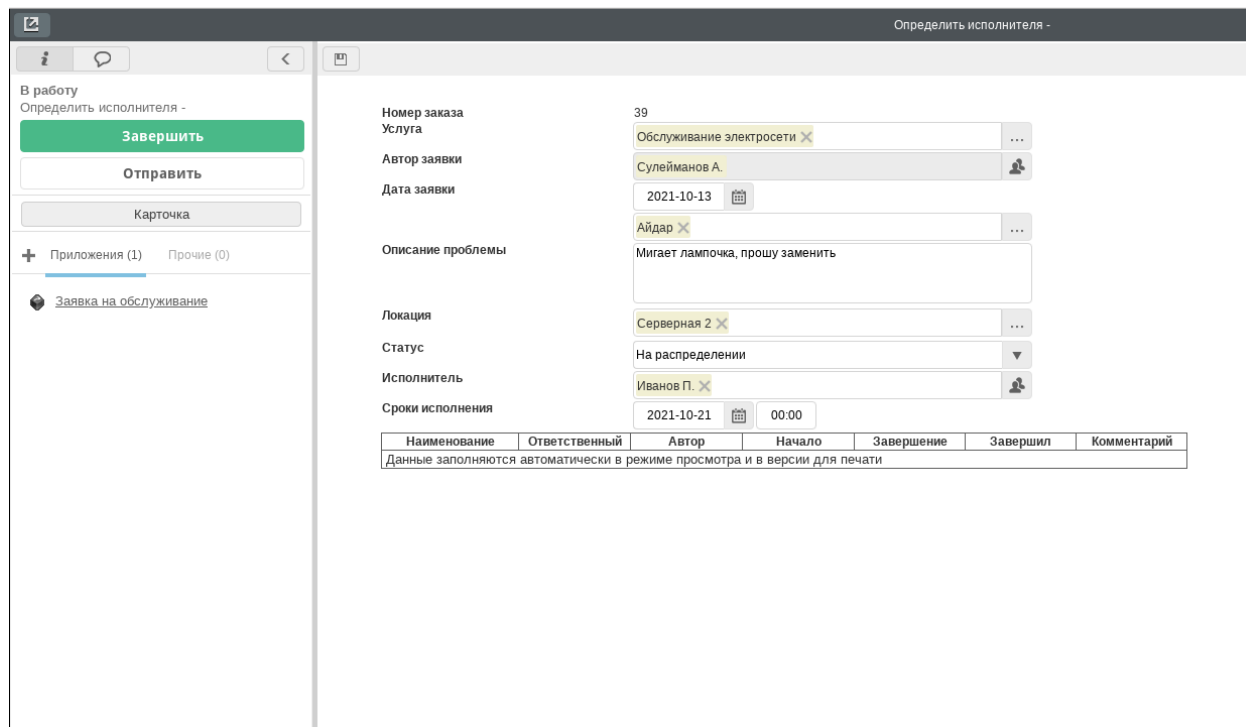 Определить исполнителя -
В работу
Определить исполнителя -
Завершить
Отправить
Карточка
Приложения (1) Прочие (0)
Заявка на обслуживание
Номер заказа 39
Услуга Обслуживание электросети ...
Автор заявки Сулейманов А.
Дата заявки 2021-10-13
Айдар ...
Описание проблемы Мигает лампочка, прошу заменить
Локация Серверная 2 ...
Статус На распределении
Исполнитель Иванов П.
Сроки исполнения 2021-10-21 00:00
Наименование Ответственный Автор Начало Завершение Завершил Комментарий
Данные заполняются автоматически в режиме просмотра и в версии для печати